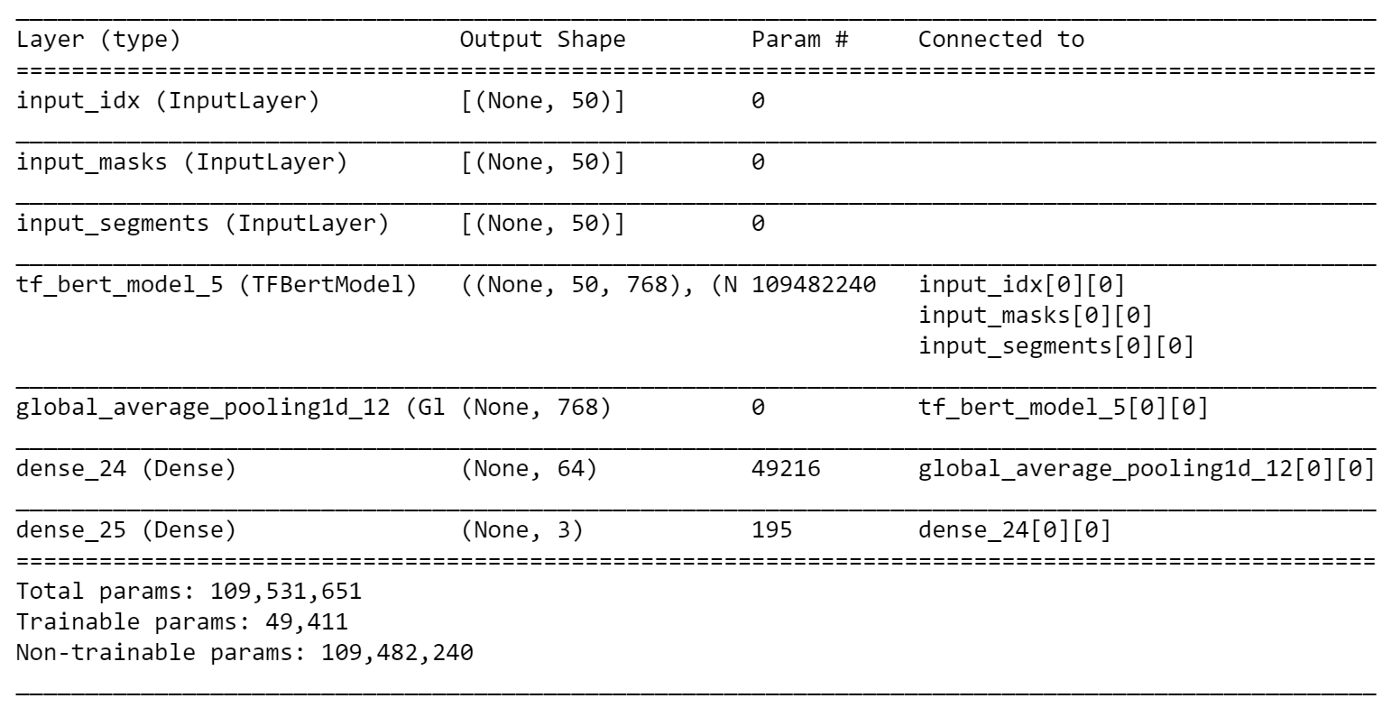 Layer (type) Output Shape Param # Connected to
input_idx (InputLayer) [(None, 50)] 0
input_masks (InputLayer) [(None, 50)] 0
input_segments (InputLayer) [(None, 50)] 0
tf_bert_model_5 (TFBertModel) ((None, 50, 768), (N 109482240 input_idx[0][0]
input_masks[0][0]
input_segments[0][0]
global_average_pooling1d_12 (Gl (None, 768) 0 tf_bert_model_5[0][0]
dense_24 (Dense) (None, 64) 49216 global_average_pooling1d_12[0][0]
dense_25 (Dense) (None, 3) 195 dense_24[0][0]
Total params: 109,531,651
Trainable params: 49,411
Non-trainable params: 109,482,240